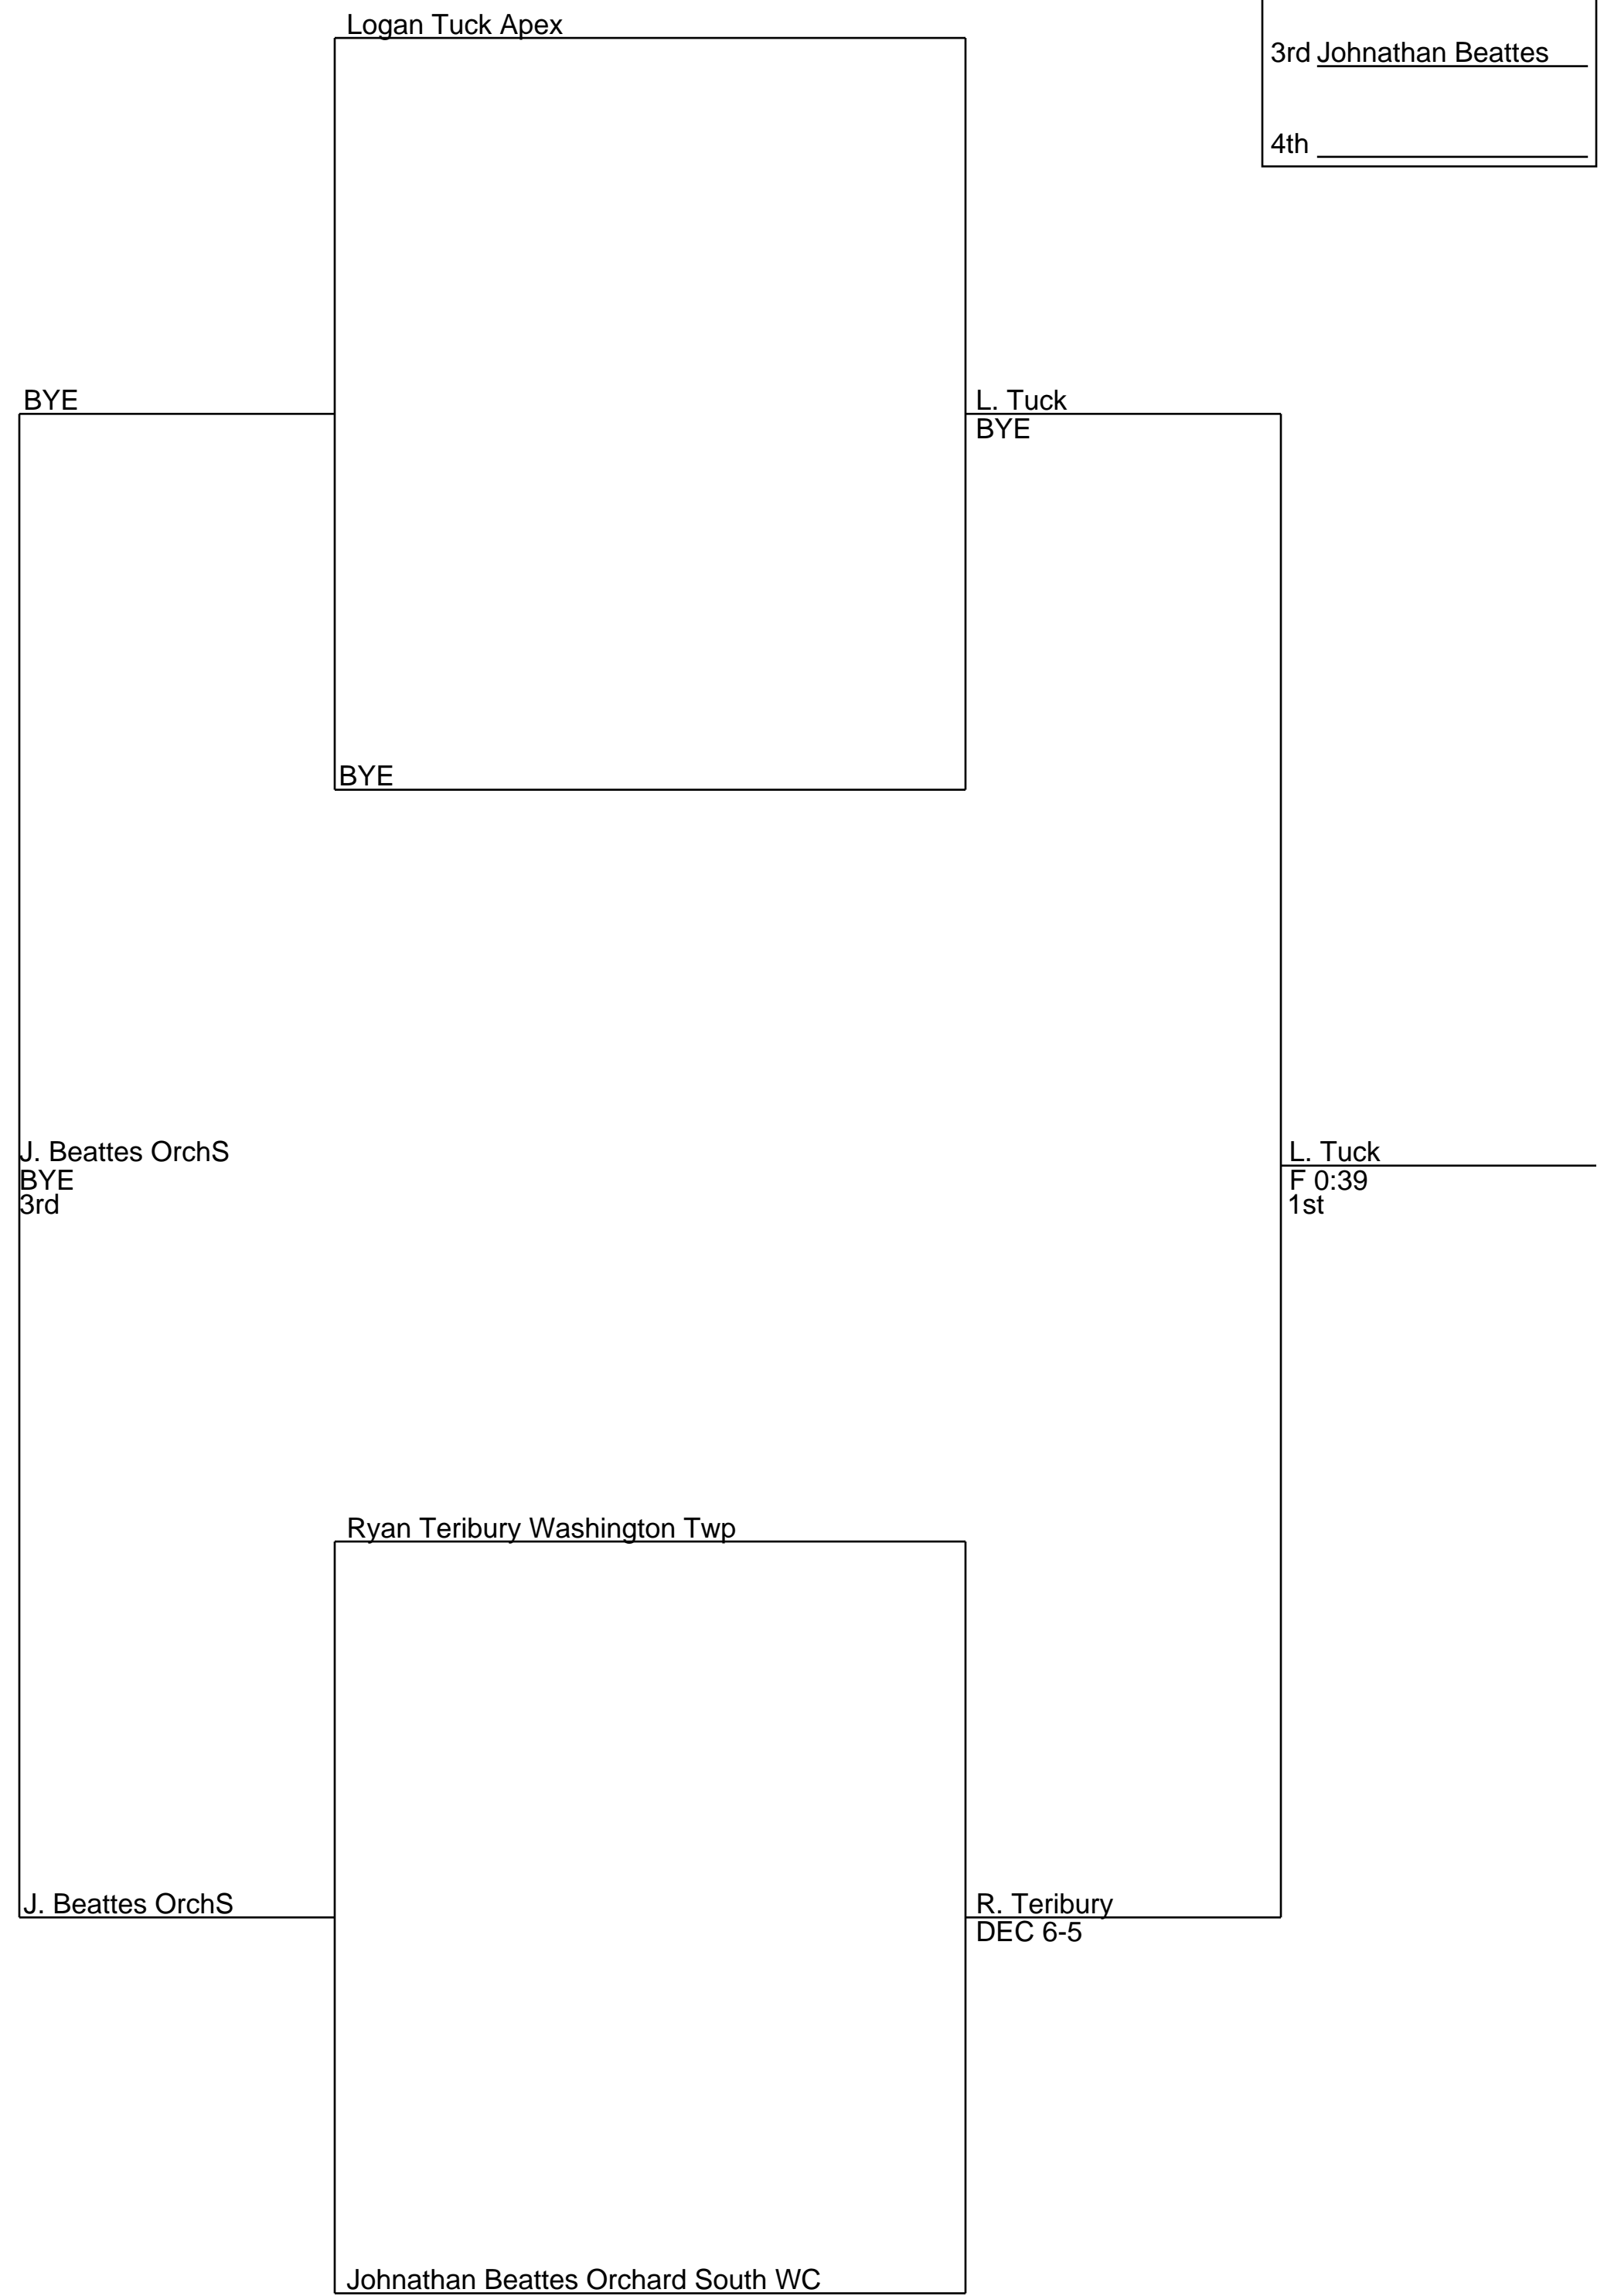 Logan Tuck Apex
3rd Johnathan Beattes
4th
BYE
L. Tuck
BYE
BYE
J. Beattes OrchS
BYE
3rd
L. Tuck
F 0:39
1st
Ryan Teribury Washington Twp
J. Beattes OrchS
R. Teribury
DEC 6-5
Johnathan Beattes Orchard South WC